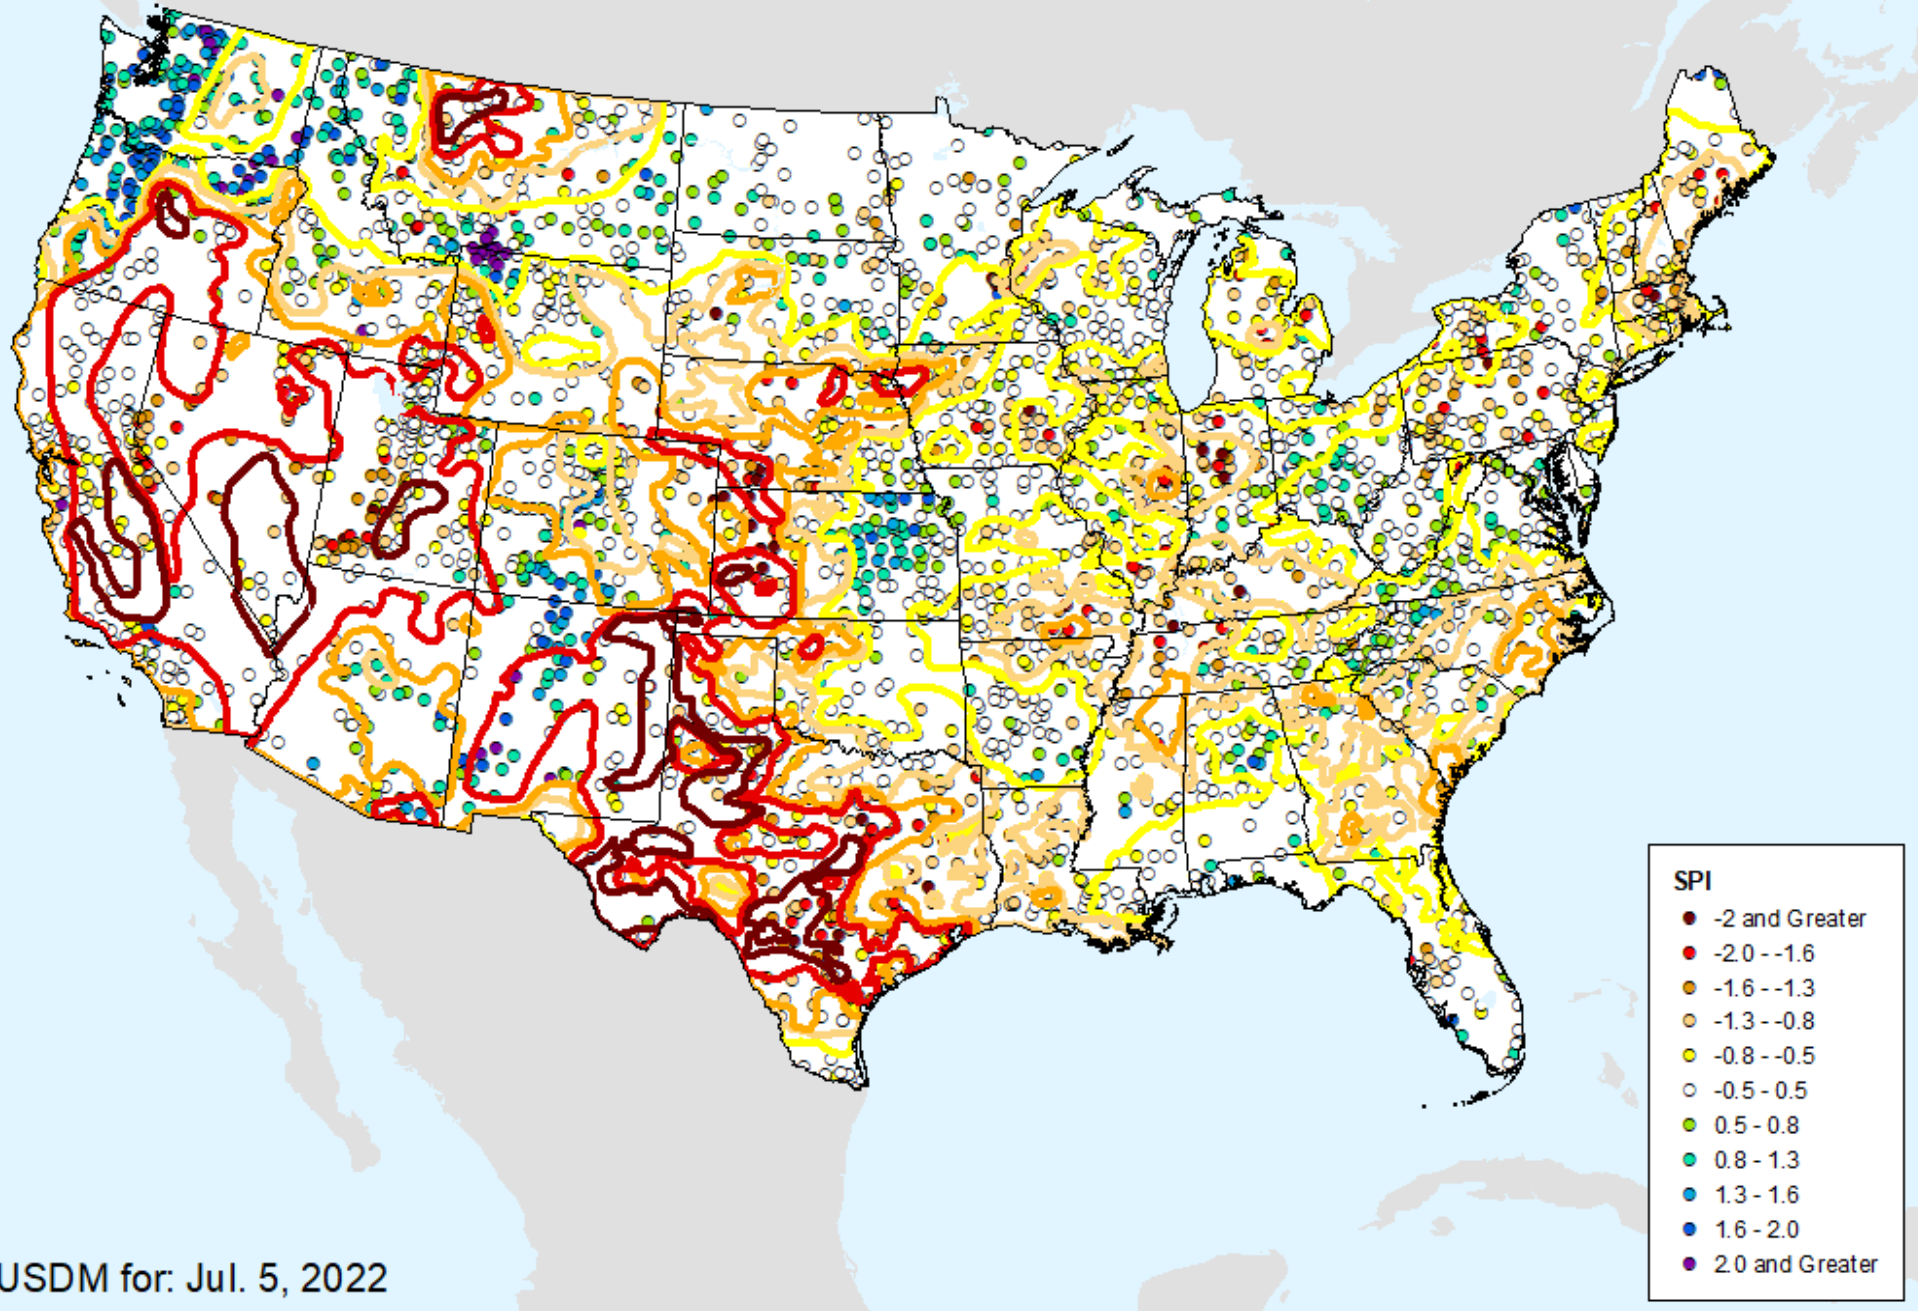 SPI
-2 and Greater
-2.0 - -1.6
-1.6 - -1.3
-1.3 - -0.8
-0.8 - -0.5
-0.5 - 0.5
0.5 - 0.8
0.8 - 1.3
1.3 - 1.6
1.6 - 2.0
2.0 and Greater
USDM for: Jul. 5, 2022